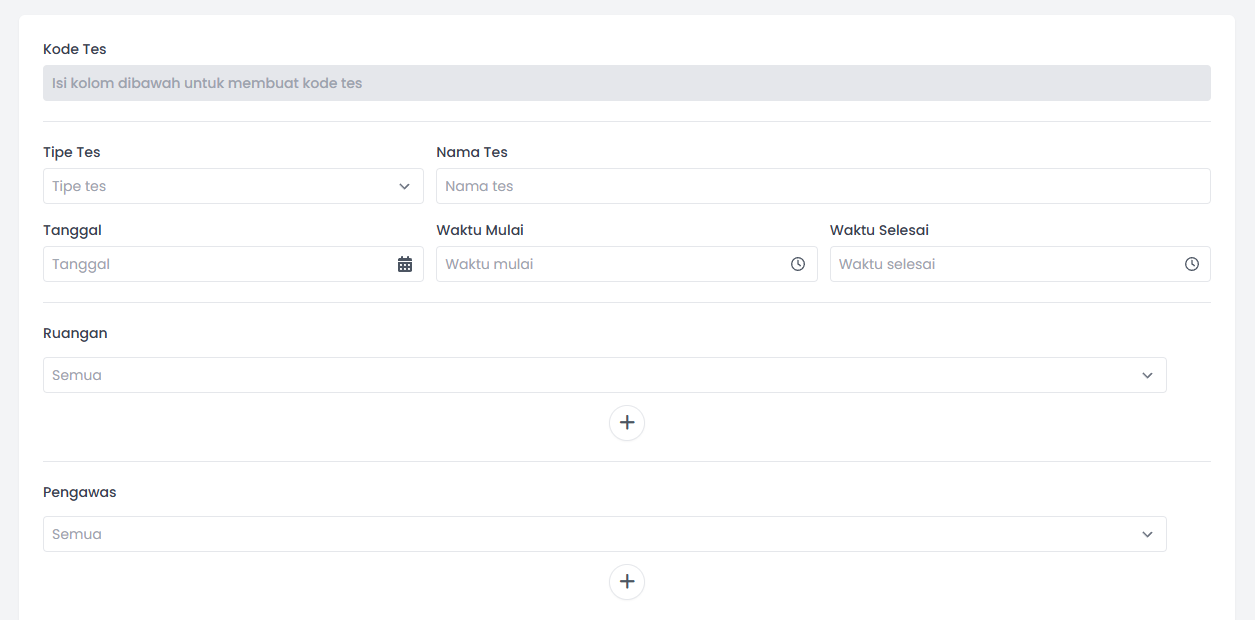 Kode Tes
Isi kolom dibawah untuk membuat kode tes
Tipe Tes
Nama Tes
Tipe tes
Nama tes
Tanggal
Waktu Mulai
Waktu Selesai
Tanggal
Waktu mulai
Waktu selesai
Ruangan
Semua
Pengawas
Semua